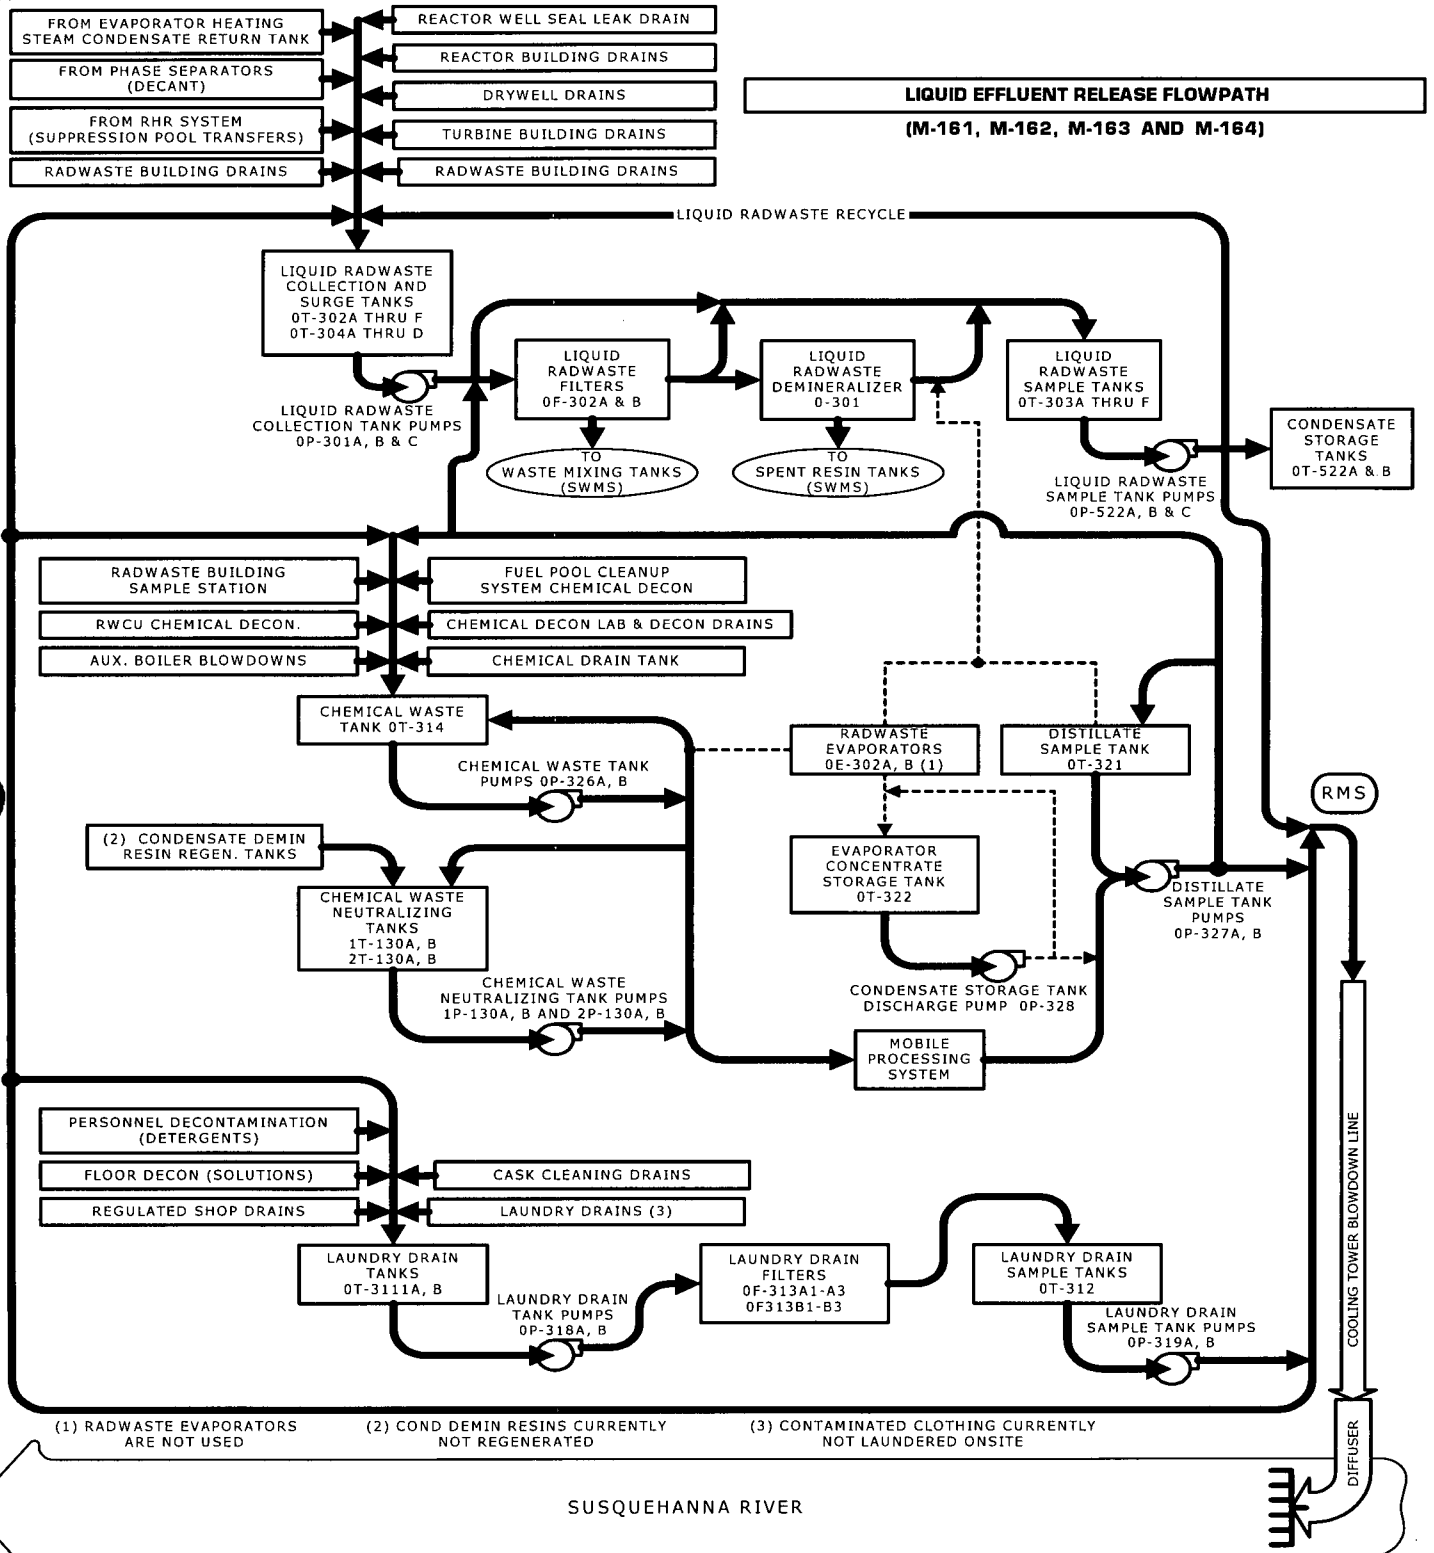 FROM EVAPORATOR HEATING
STEAM CONDENSATE RETURN TANK
REACTOR WELL SEAL LEAK DRAIN
FROM PHASE SEPARATORS
(DECANT)
REACTOR BUILDING DRAINS
DRYWELL DRAINS
FROM RHR SYSTEM
(SUPPRESSION POOL TRANSFERS)
TURBINE BUILDING DRAINS
RADWASTE BUILDING DRAINS
RADWASTE BUILDING DRAINS
LIQUID EFFLUENT RELEASE FLOWPATH
(M-161, M-162, M-163 AND M-164)
LIQUID RADWASTE RECYCLE
LIQUID RADWASTE
COLLECTION AND
SURGE TANKS
0T-302A THRU F
0T-304A THRU D
LIQUID RADWASTE
COLLECTION TANK PUMPS
0P-301A, B & C
LIQUID
RADWASTE
FILTERS
0F-302A & B
TO
WASTE MIXING TANKS
(SWMS)
LIQUID
RADWASTE
DEMINERALIZER
0-301
TO
SPENT RESIN TANKS
(SWMS)
LIQUID
RADWASTE
SAMPLE TANKS
0T-303A THRU F
LIQUID RADWASTE
SAMPLE TANK PUMPS
0P-522A, B & C
CONDENSATE
STORAGE
TANKS
0T-522A & B
RADWASTE BUILDING
SAMPLE STATION
FUEL POOL CLEANUP
SYSTEM CHEMICAL DECON
RWCU CHEMICAL DECON.
CHEMICAL DECON LAB & DECON DRAINS
AUX. BOILER BLOWDOWNS
CHEMICAL DRAIN TANK
CHEMICAL WASTE
TANK 0T-314
CHEMICAL WASTE TANK
PUMPS 0P-326A, B
RADWASTE
EVAPORATORS
0E-302A, B (1)
DISTILLATE
SAMPLE TANK
0T-321
RMS
(2) CONDENSATE DEMIN
RESIN REGEN. TANKS
EVAPORATOR
CONCENTRATE
STORAGE TANK
0T-322
DISTILLATE
SAMPLE TANK
PUMPS
0P-327A, B
CHEMICAL WASTE
NEUTRALIZING
TANKS
1T-130A, B
2T-130A, B
CHEMICAL WASTE
NEUTRALIZING TANK PUMPS
1P-130A, B AND 2P-130A, B
CONDENSATE STORAGE TANK
DISCHARGE PUMP 0P-328
MOBILE
PROCESSING
SYSTEM
PERSONNEL DECONTAMINATION
(DETERGENTS)
FLOOR DECON (SOLUTIONS)
CASK CLEANING DRAINS
REGULATED SHOP DRAINS
LAUNDRY DRAINS (3)
LAUNDRY DRAIN
TANKS
0T-3111A, B
LAUNDRY DRAIN
TANK PUMPS
0P-318A, B
LAUNDRY DRAIN
FILTERS
0F-313A1-A3
0F313B1-B3
LAUNDRY DRAIN
SAMPLE TANKS
0T-312
LAUNDRY DRAIN
SAMPLE TANK PUMPS
0P-319A, B
COOLING TOWER BLOWDOWN LINE
DIFFUSER
(1) RADWASTE EVAPORATORS
ARE NOT USED
(2) COND DEMIN RESINS CURRENTLY
NOT REGENERATED
(3) CONTAMINATED CLOTHING CURRENTLY
NOT LAUNDERED ONSITE
SUSQUEHANNA RIVER